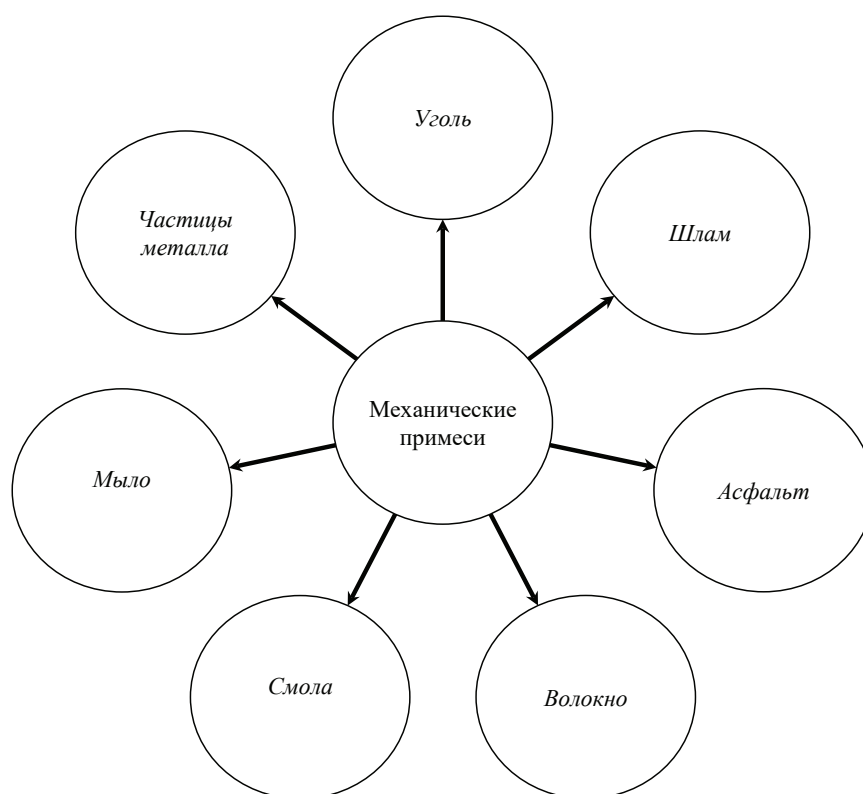 Уголь
Частицы
металла
Шлам
Механические
примеси
Мыло
Асфальт
Смола
Волокно